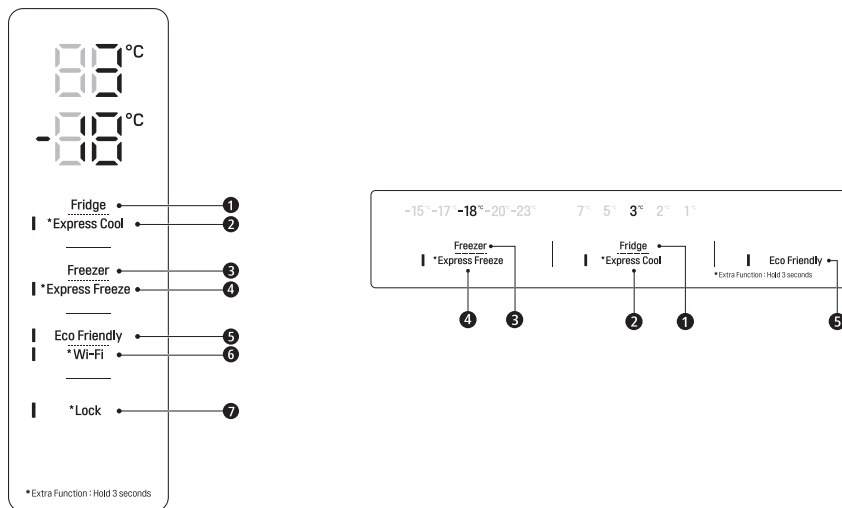 3°C
-18°C
Fridge
*Express Cool
Freezer
*Express Freeze
Eco Friendly
*Wi-Fi
*Lock
*Extra Function : Hold 3 seconds
1
2
3
4
5
6
7
-15°C -17°C -18°C -20°C -23°C
7°C 5°C 3°C 2°C 1°C
Freezer
*Express Freeze
Fridge
*Express Cool
Eco Friendly
*Extra Function : Hold 3 seconds
4 3 2 1 5